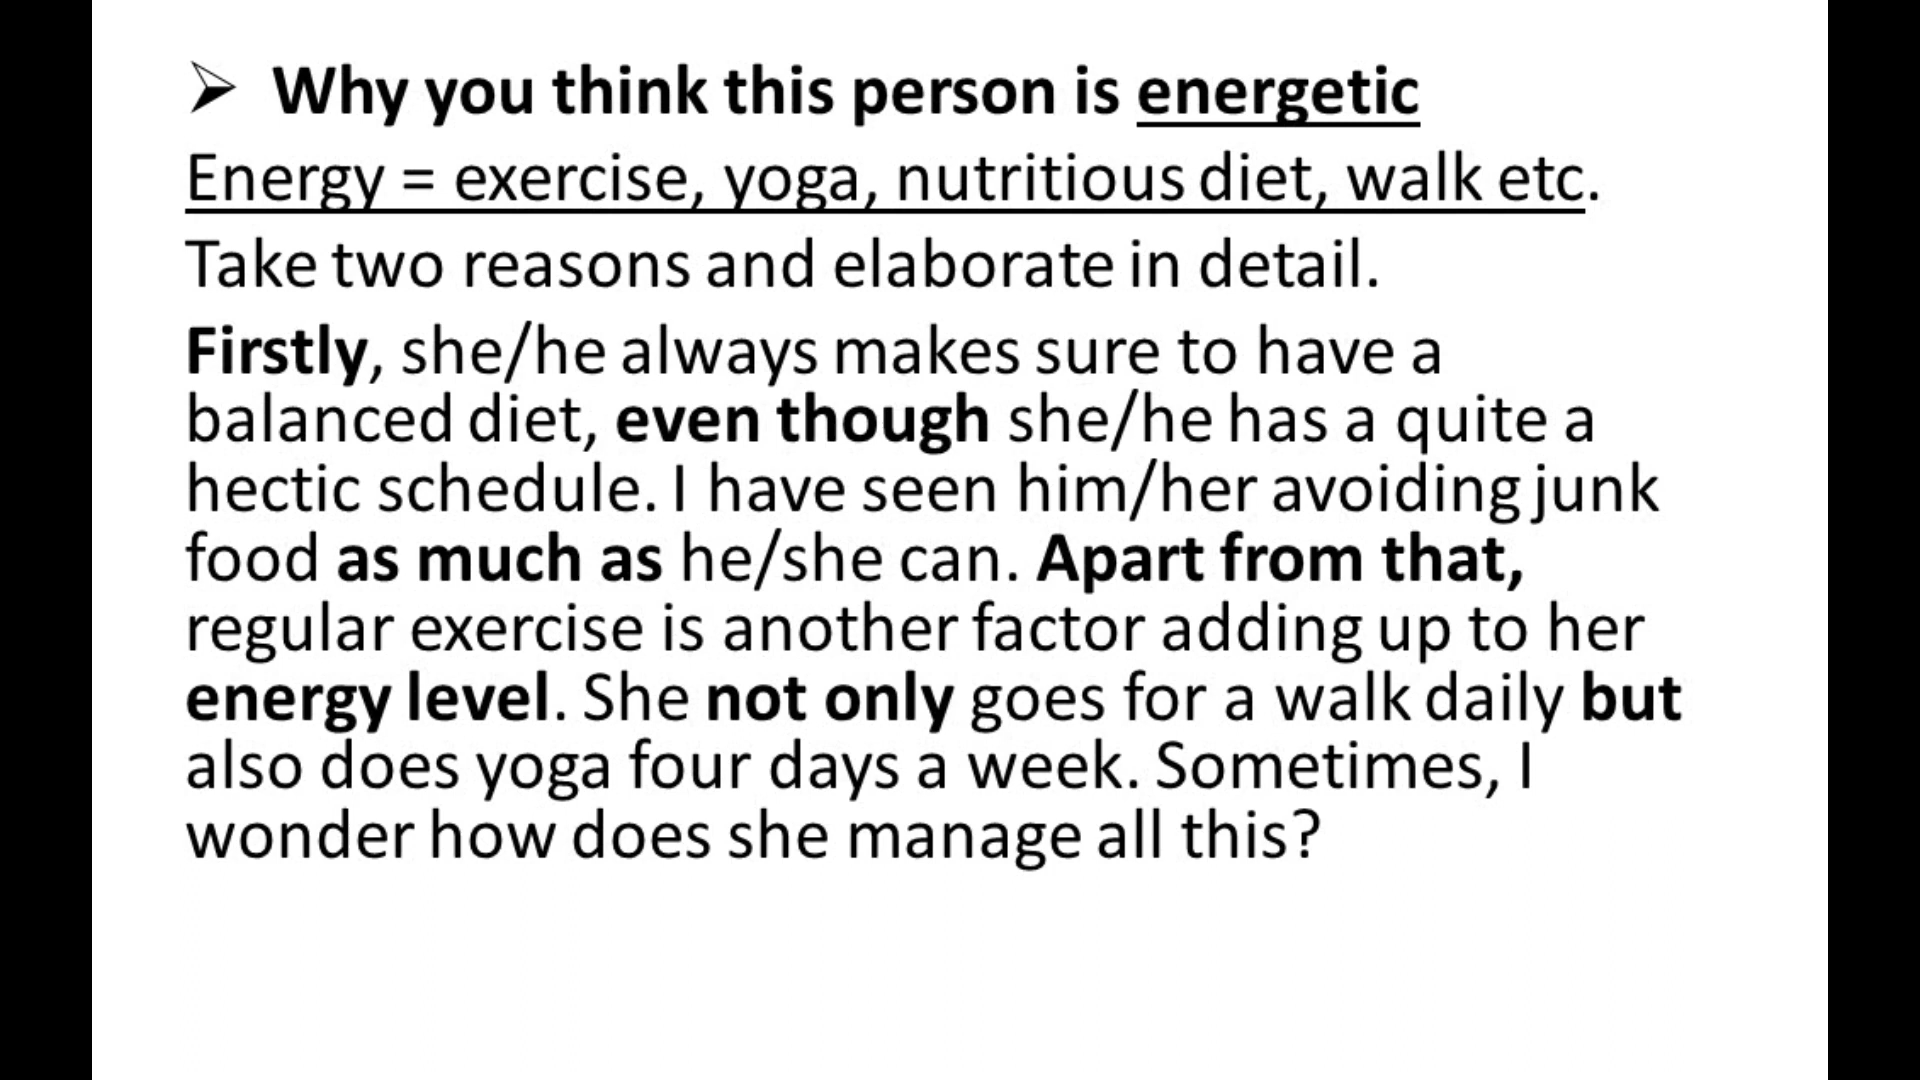 ➢ Why you think this person is energetic
Energy = exercise, yoga, nutritious diet, walk etc.
Take two reasons and elaborate in detail.
Firstly, she/he always makes sure to have a
balanced diet, even though she/he has a quite a
hectic schedule. I have seen him/her avoiding junk
food as much as he/she can. Apart from that,
regular exercise is another factor adding up to her
energy level. She not only goes for a walk daily but
also does yoga four days a week. Sometimes, I
wonder how does she manage all this?